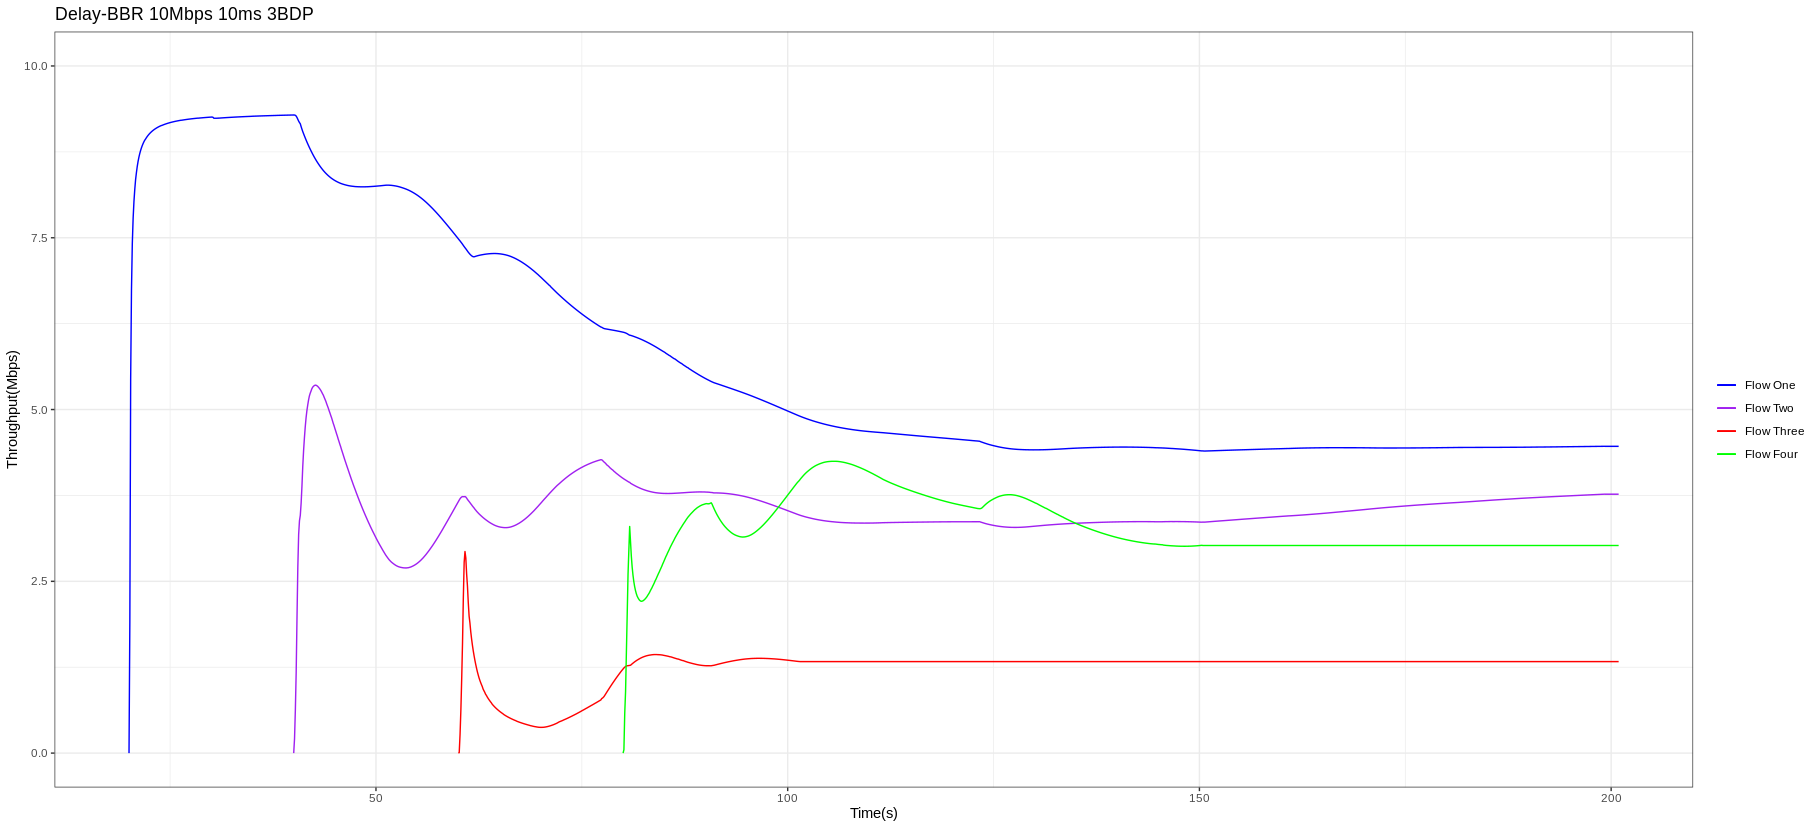 Delay-BBR 10Mbps 10ms 3BDP
Throughput(Mbps)
10.0
7.5
5.0
2.5
0.0
50
100
150
200
Time(s)
Flow One
Flow Two
Flow Three
Flow Four